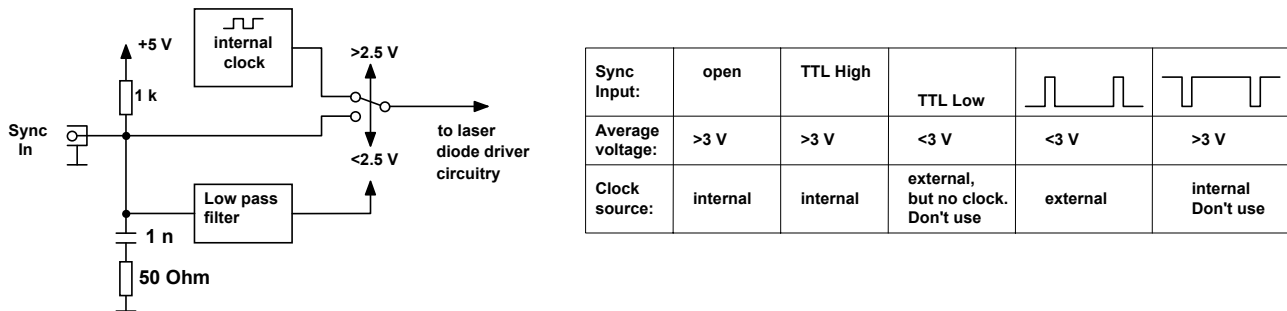 +5 V
internal
clock
>2.5 V
1 k
Sync
In
to laser
diode driver
circuitry
<2.5 V
Low pass
filter
1 n
50 Ohm
Sync
Input:
open
TTL High
TTL Low
Average
voltage:
>3 V
>3 V
<3 V
<3 V
>3 V
Clock
source:
internal
internal
external,
but no clock.
Don't use
external
internal
Don't use